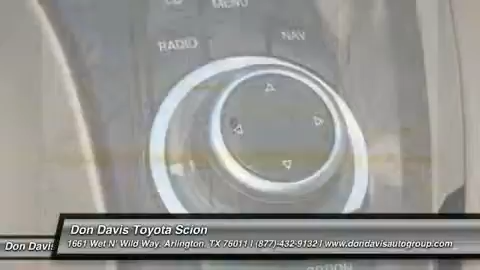 CD MENU
RADIO NAV
Don Davis Toyota Scion
Don Davis
1661 Wet N' Wild Way, Arlington, TX 76011 | (877)-432-9132 | www.dondavisautogroup.com